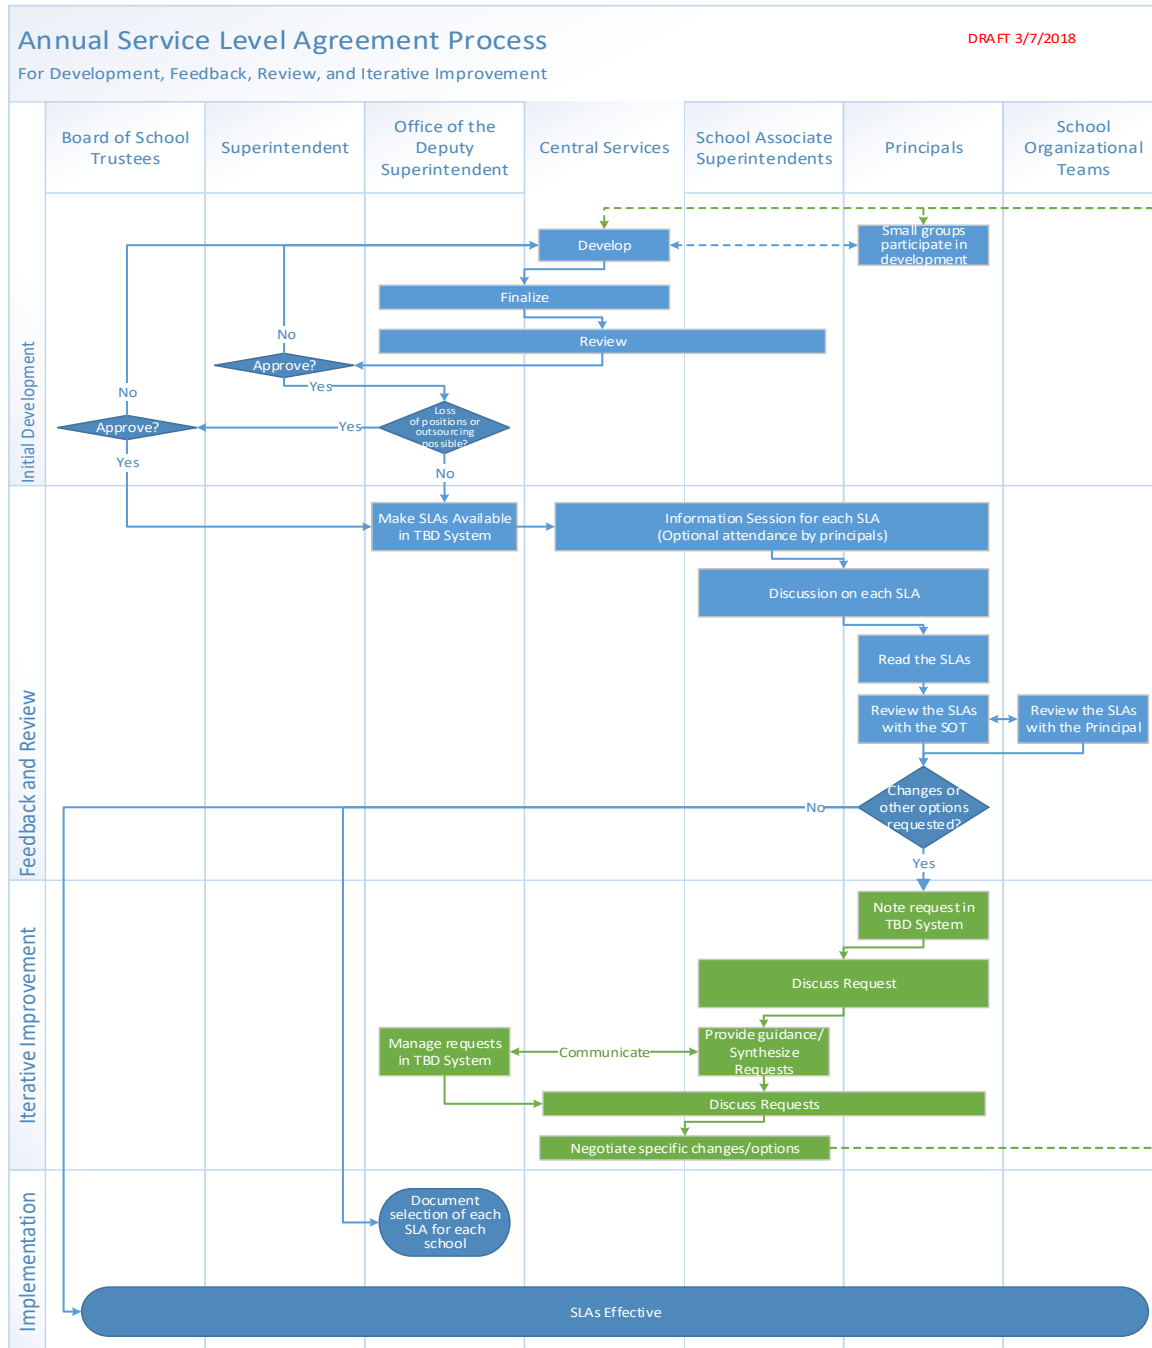 Annual Service Level Agreement Process
DRAFT 3/7/2018
For Development, Feedback, Review, and Iterative Improvement
Board of School
Trustees
Superintendent
Office of the
Deputy
Superintendent
Central Services
School Associate
Superintendents
Principals
School
Organizational
Teams
Initial Development
Develop
Small groups
participate in
development
Finalize
Review
No
Approve?
Yes
Loss
of positions or
outsourcing
possible?
Yes
No
Approve?
Yes
No
Feedback and Review
Make SLAs Available
in TBD System
Information Session for each SLA
(Optional attendance by principals)
Discussion on each SLA
Read the SLAs
Review the SLAs
with the SOT
Review the SLAs
with the Principal
Changes or
other options
requested?
No
Yes
Iterative Improvement
Note request in
TBD System
Discuss Request
Manage requests
in TBD System
Communicate
Provide guidance/
Synthesize
Requests
Discuss Requests
Negotiate specific changes/options
Implementation
Document
selection of each
SLA for each
school
SLAs Effective